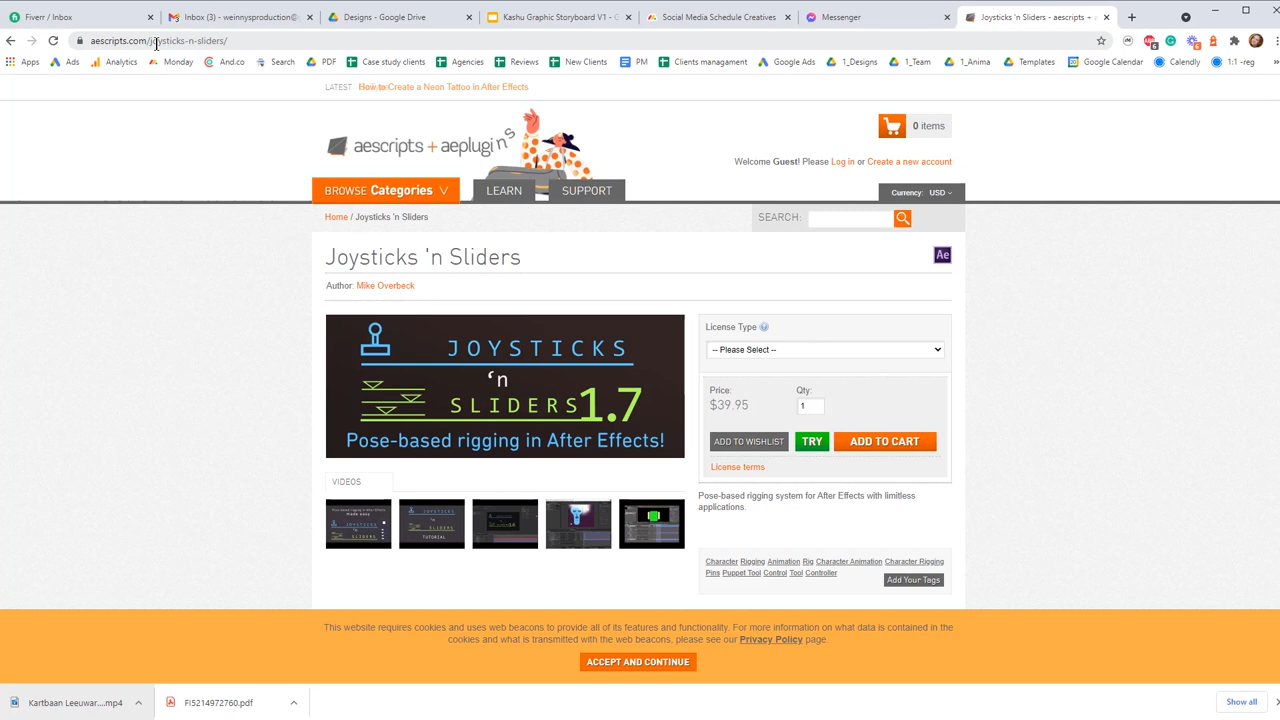 Fiverr / Inbox
Inbox (3) - weinnysproduction@
Designs - Google Drive
Kashu Graphic Storyboard V1 -
Social Media Schedule Creatives
Messenger
Joysticks 'n Sliders - aescripts +
aescripts.com/joysticks-n-sliders/
Apps
Ads
Analytics
Monday
And.co
Search
PDF
Case study clients
Agencies
Reviews
New Clients
PM
Clients managament
Google Ads
1_Designs
1_Team
1_Anima
Templates
Google Calendar
Calendly
1:1 -reg
LATEST
How to Create a Neon Tattoo in After Effects
aescripts + aeplugins
0 items
Welcome Guest! Please Log in or Create a new account
BROWSE Categories
LEARN
SUPPORT
Currency: USD
Home / Joysticks 'n Sliders
SEARCH:
Joysticks 'n Sliders
Ae
Author: Mike Overbeck
JOYSTICKS
'n
SLIDERS 1.7
Pose-based rigging in After Effects!
License Type
-- Please Select --
Price:
Qty:
$39.95
1
ADD TO WISHLIST
TRY
ADD TO CART
License terms
VIDEOS
Pose-based rigging system for After Effects with limitless
applications.
Character Rigging Animation Rig Character Animation Character Rigging
Pins Puppet Tool Control Tool Controller
Add Your Tags
This website requires cookies and uses web beacons to provide all of its features and functionality. For more information on what data is contained in the
cookies and what is transmitted with the web beacons, please see our Privacy Policy page.
ACCEPT AND CONTINUE
Kartbaan Leeuwar....mp4
FI5214972760.pdf
Show all